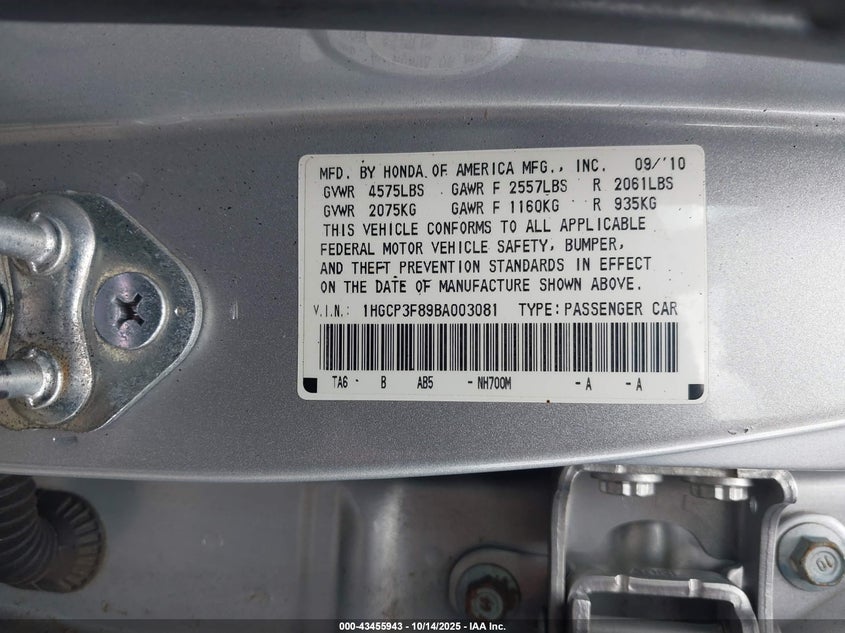 MFD. BY HONDA OF AMERICA MFG., INC. 09/'10
GVWR 4575LBS GAWR F 2557LBS R 2061LBS
GVWR 2075KG GAWR F 1160KG R 935KG
THIS VEHICLE CONFORMS TO ALL APPLICABLE
FEDERAL MOTOR VEHICLE SAFETY, BUMPER,
AND THEFT PREVENTION STANDARDS IN EFFECT
ON THE DATE OF MANUFACTURE SHOWN ABOVE.
V.I.N.: 1HGCP3F89BA003081 TYPE: PASSENGER CAR
TA6 - B AB5 - NH700M - A - A
000-43455943 - 10/14/2025 - IAA Inc.